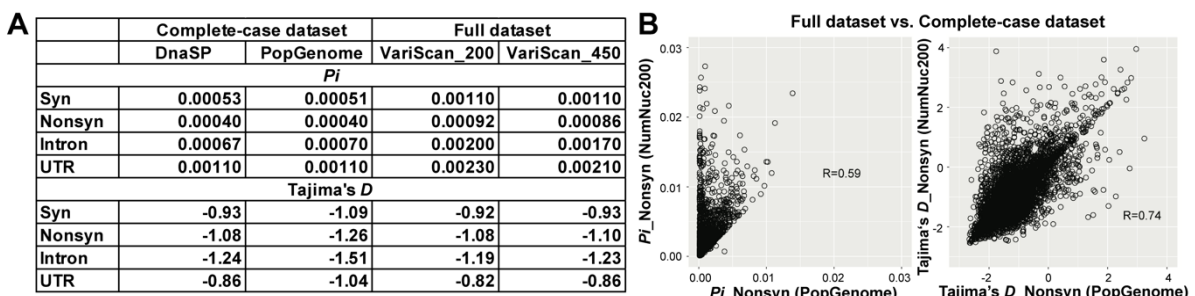 A
Complete-case dataset Full dataset
DnaSP PopGenome VariScan_200 VariScan_450
Pi
Syn 0.00053 0.00051 0.00110 0.00110
Nonsyn 0.00040 0.00040 0.00092 0.00086
Intron 0.00067 0.00070 0.00200 0.00170
UTR 0.00110 0.00110 0.00230 0.00210
Tajima's D
Syn -0.93 -1.09 -0.92 -0.93
Nonsyn -1.08 -1.26 -1.08 -1.10
Intron -1.24 -1.51 -1.19 -1.23
UTR -0.86 -1.04 -0.82 -0.86
B
Full dataset vs. Complete-case dataset
Pi_Nonsyn (NumNuc200)
0.03
0.02
0.01
0.00
R=0.59
0.00 0.01 0.02 0.03
Pi_Nonsyn (PopGenome)
Tajima's D_Nonsyn (NumNuc200)
4
2
0
-2
R=0.74
-2 0 2 4
Tajima's D_Nonsyn (PopGenome)